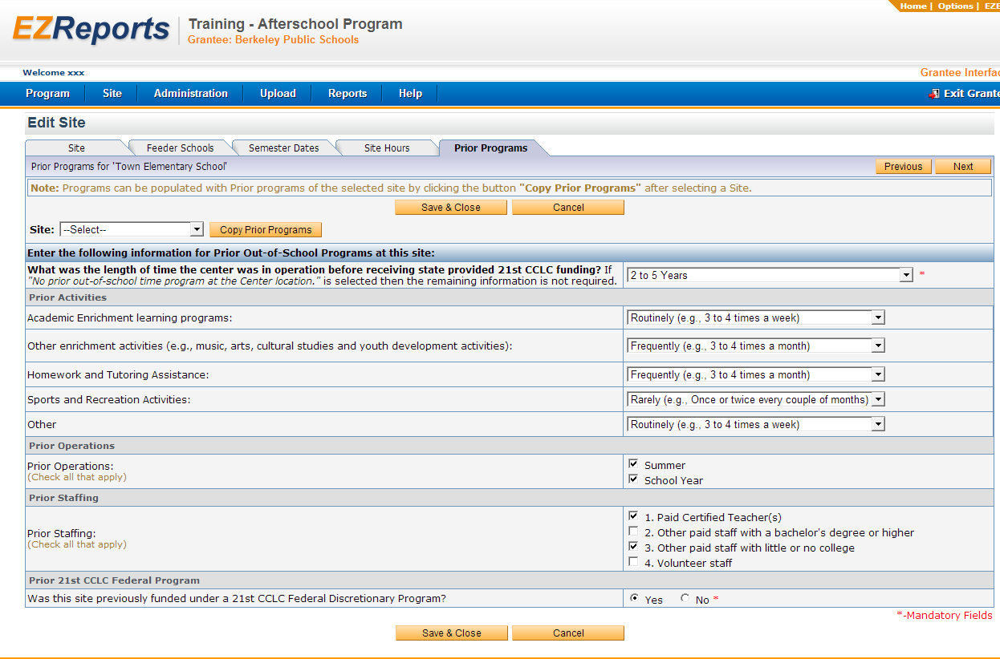 Home | Options | EZ
EZReports
Training - Afterschool Program
Grantee: Berkeley Public Schools
Welcome xxx
Grantee Interfac
Program Site Administration Upload Reports Help Exit Grante
Edit Site
Site Feeder Schools Semester Dates Site Hours Prior Programs
Prior Programs for 'Town Elementary School' Previous Next
Note: Programs can be populated with Prior programs of the selected site by clicking the button "Copy Prior Programs" after selecting a Site.
Save & Close Cancel
Site: --Select-- Copy Prior Programs
Enter the following information for Prior Out-of-School Programs at this site:
What was the length of time the center was in operation before receiving state provided 21st CCLC funding? If
"No prior out-of-school time program at the Center location." is selected then the remaining information is not required.
2 to 5 Years *
Prior Activities
Academic Enrichment learning programs: Routinely (e.g., 3 to 4 times a week)
Other enrichment activities (e.g., music, arts, cultural studies and youth development activities): Frequently (e.g., 3 to 4 times a month)
Homework and Tutoring Assistance: Frequently (e.g., 3 to 4 times a month)
Sports and Recreation Activities: Rarely (e.g., Once or twice every couple of months)
Other Routinely (e.g., 3 to 4 times a week)
Prior Operations
Prior Operations:
(Check all that apply)
Summer
School Year
Prior Staffing
Prior Staffing:
(Check all that apply)
1. Paid Certified Teacher(s)
2. Other paid staff with a bachelor's degree or higher
3. Other paid staff with little or no college
4. Volunteer staff
Prior 21st CCLC Federal Program
Was this site previously funded under a 21st CCLC Federal Discretionary Program? Yes No *
*-Mandatory Fields
Save & Close Cancel